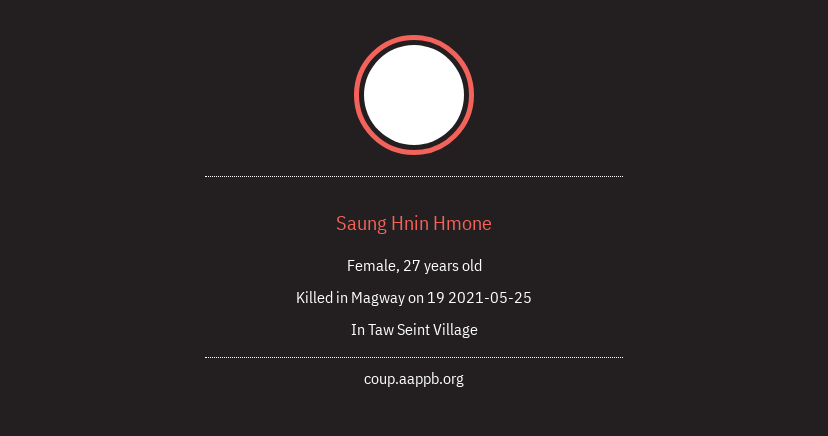 Saung Hnin Hmone
Female, 27 years old
Killed in Magway on 19 2021-05-25
In Taw Seint Village
coup.aappb.org